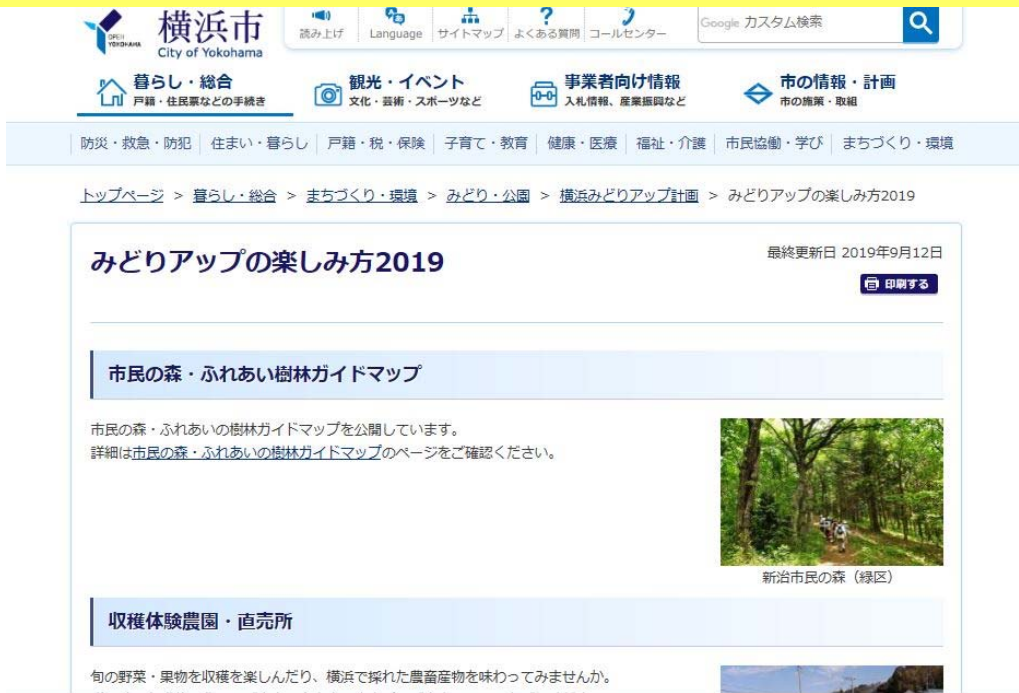 横浜市
OPEN YOKOHAMA
City of Yokohama
読み上げ Language サイトマップ よくある質問 コールセンター
Google カスタム検索
暮らし・総合
戸籍・住民票などの手続き
観光・イベント
文化・芸術・スポーツなど
事業者向け情報
入札情報、産業振興など
市の情報・計画
市の施策・取組
防災・救急・防犯 住まい・暮らし 戸籍・税・保険 子育て・教育 健康・医療 福祉・介護 市民協働・学び まちづくり・環境
トップページ > 暮らし・総合 > まちづくり・環境 > みどり・公園 > 横浜みどりアップ計画 > みどりアップの楽しみ方2019
みどりアップの楽しみ方2019
最終更新日 2019年9月12日
印刷する
市民の森・ふれあい樹林ガイドマップ
市民の森・ふれあいの樹林ガイドマップを公開しています。
詳細は市民の森・ふれあいの樹林ガイドマップのページをご確認ください。
新治市民の森（緑区）
収穫体験農園・直売所
旬の野菜・果物を収穫を楽しんだり、横浜で採れた農畜産物を味わってみませんか。